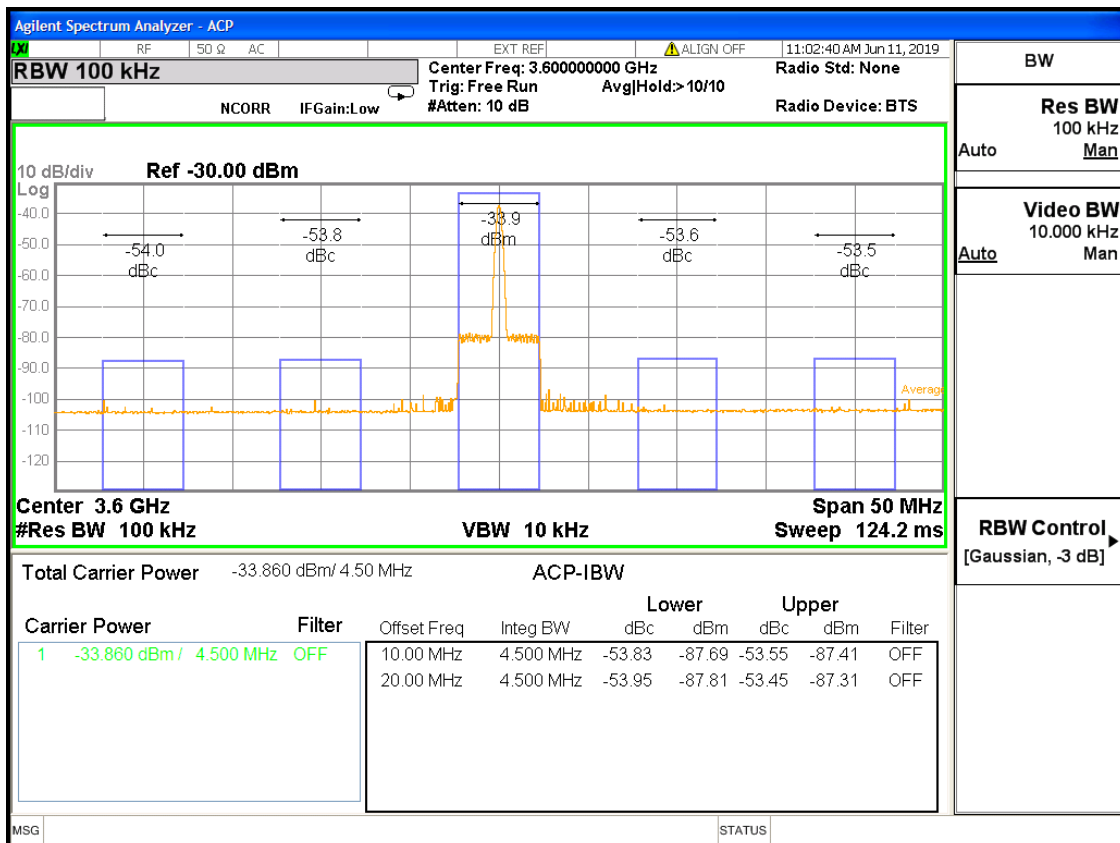 Agilent Spectrum Analyzer - ACP
LXI RF 50 Ω AC EXT REF ALIGN OFF 11:02:40 AM Jun 11, 2019
RBW 100 kHz
Center Freq: 3.600000000 GHz
Radio Std: None
Trig: Free Run
Avg|Hold:>10/10
NCORR
IFGain:Low
#Atten: 10 dB
Radio Device: BTS
10 dB/div
Ref -30.00 dBm
Log
-40.0
-50.0
-60.0
-70.0
-80.0
-90.0
-100
-110
-120
-54.0
dBc
-53.8
dBc
-33.9
dBm
-53.6
dBc
-53.5
dBc
Average
Center 3.6 GHz
Span 50 MHz
#Res BW 100 kHz
VBW 10 kHz
Sweep 124.2 ms
Total Carrier Power -33.860 dBm/ 4.50 MHz
ACP-IBW
Lower Upper
Carrier Power Filter
Offset Freq Integ BW dBc dBm dBc dBm Filter
1 -33.860 dBm / 4.500 MHz OFF
10.00 MHz 4.500 MHz -53.83 -87.69 -53.55 -87.41 OFF
20.00 MHz 4.500 MHz -53.95 -87.81 -53.45 -87.31 OFF
MSG
STATUS
BW
Res BW
100 kHz
Auto Man
Video BW
10.000 kHz
Auto Man
RBW Control
[Gaussian, -3 dB]